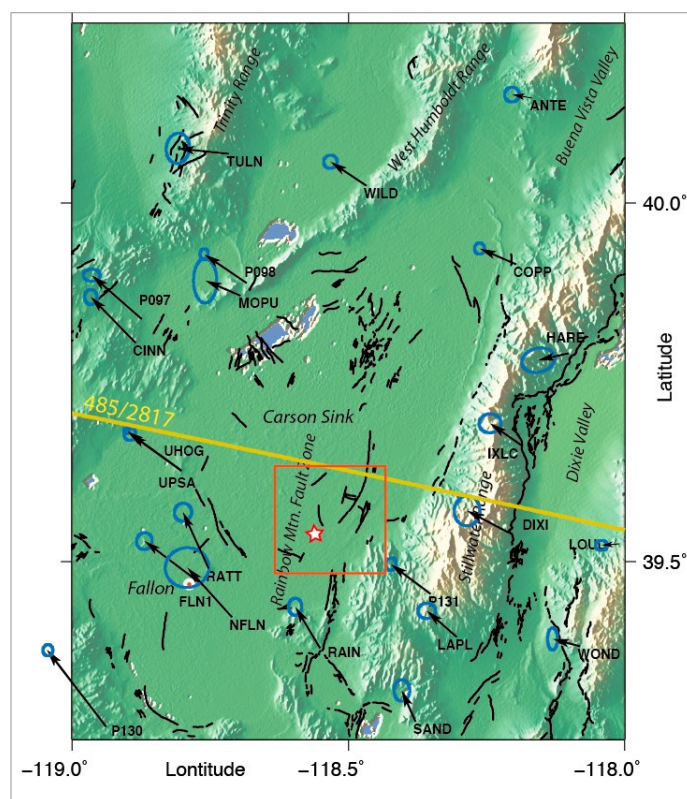 Trinity Range
West Humboldt Range
Buena Vista Valley
ANTE
TULN
WILD
40.0
P098
COPP
P097
MOPU
HARE
CINN
Latitude
485/2817
Carson Sink
Dixie Valley
UHOG
IXLC
UPSA
Rainbow Mtn. Fault Zone
Stillwater Range
DIXI
39.5
Fallon
RATT
FLN1
P131
NFLN
LAPL
RAIN
WOND
P130
SAND
−119.0°
Lontitude
−118.5°
−118.0°